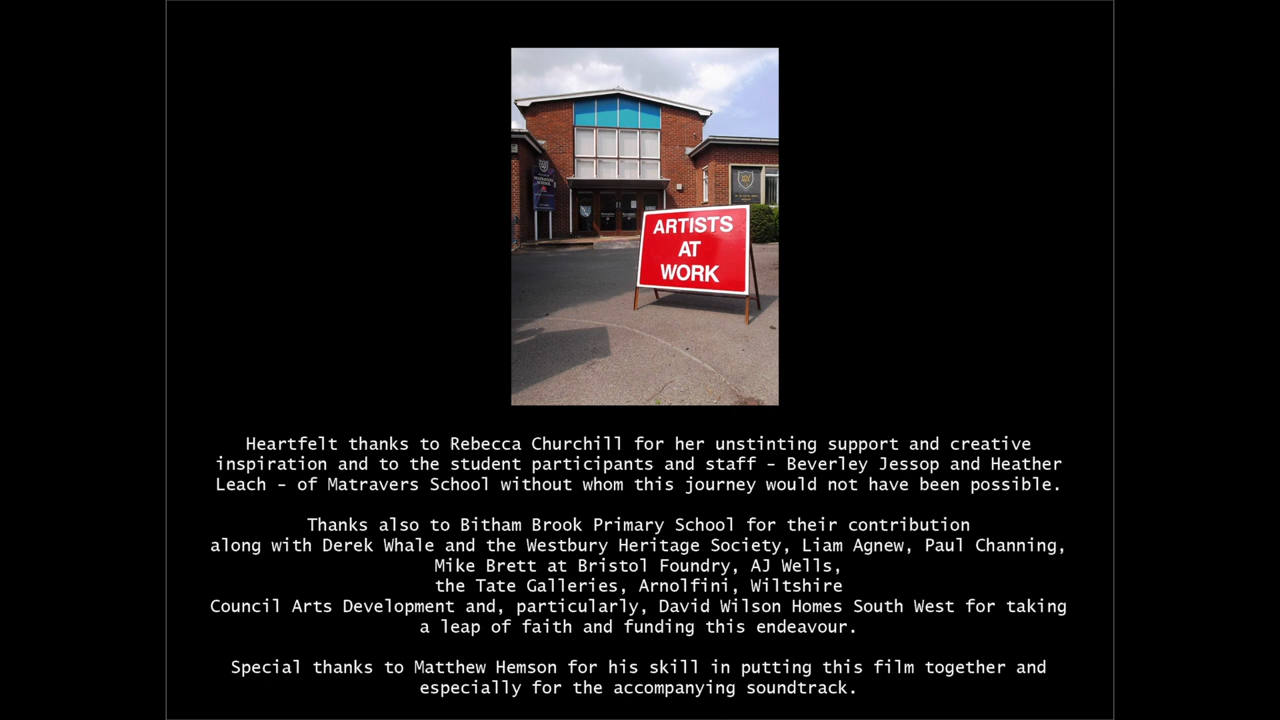 ARTISTS
AT
WORK
Heartfelt thanks to Rebecca Churchill for her unstinting support and creative
inspiration and to the student participants and staff - Beverley Jessop and Heather
Leach - of Matravers School without whom this journey would not have been possible.
Thanks also to Bitham Brook Primary School for their contribution
along with Derek Whale and the Westbury Heritage Society, Liam Agnew, Paul Channing,
Mike Brett at Bristol Foundry, AJ Wells,
the Tate Galleries, Arnolfini, Wiltshire
Council Arts Development and, particularly, David Wilson Homes South West for taking
a leap of faith and funding this endeavour.
Special thanks to Matthew Hemson for his skill in putting this film together and
especially for the accompanying soundtrack.